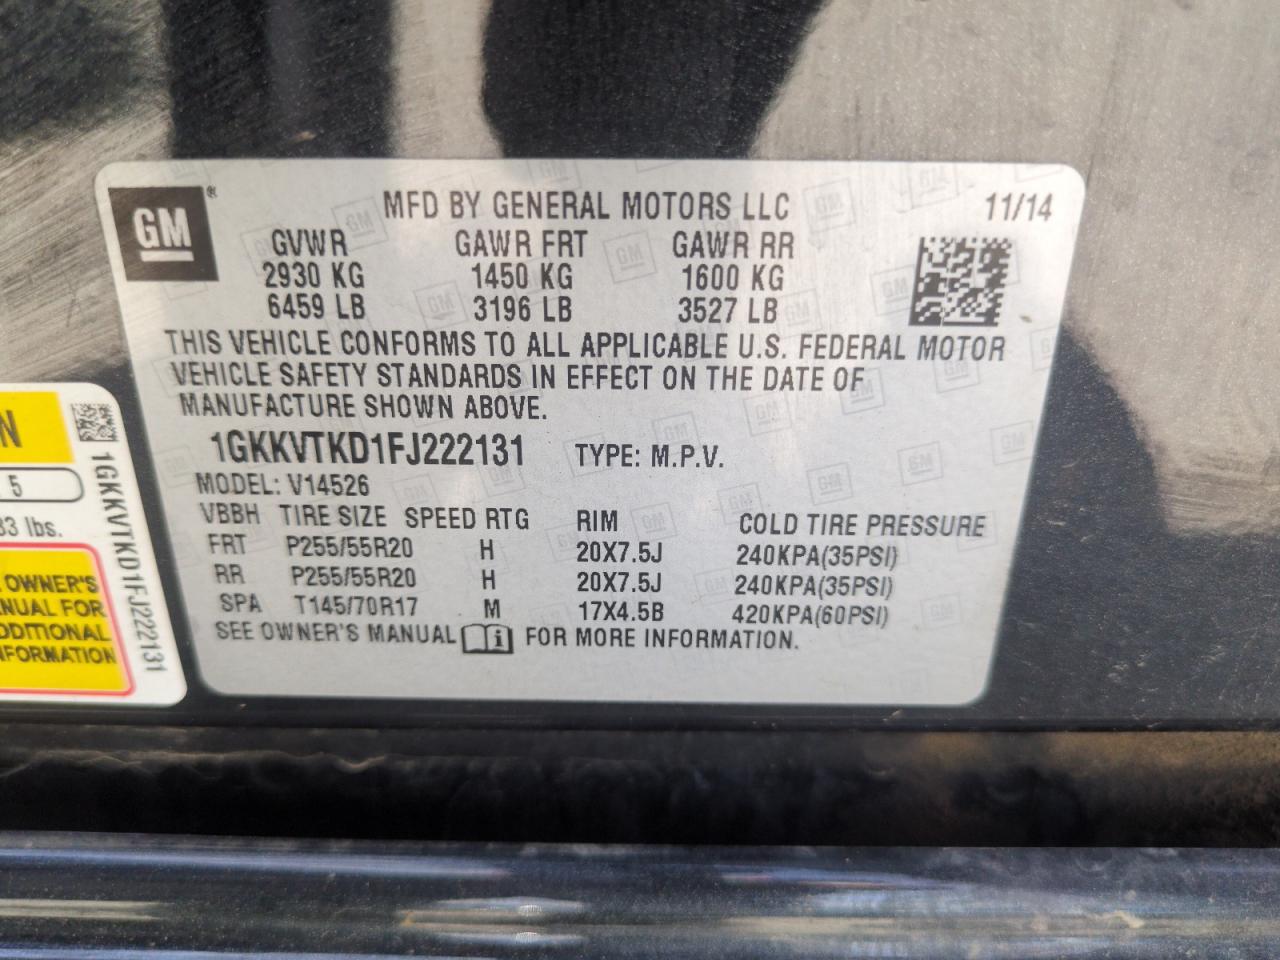 GM ®
MFD BY GENERAL MOTORS LLC 11/14
GVWR GAWR FRT GAWR RR
2930 KG 1450 KG 1600 KG
6459 LB 3196 LB 3527 LB
THIS VEHICLE CONFORMS TO ALL APPLICABLE U.S. FEDERAL MOTOR
VEHICLE SAFETY STANDARDS IN EFFECT ON THE DATE OF
MANUFACTURE SHOWN ABOVE.
1GKKVTKD1FJ222131 TYPE: M.P.V.
MODEL: V14526
VBBH TIRE SIZE SPEED RTG RIM COLD TIRE PRESSURE
FRT P255/55R20 H 20X7.5J 240KPA(35PSI)
RR P255/55R20 H 20X7.5J 240KPA(35PSI)
SPA T145/70R17 M 17X4.5B 420KPA(60PSI)
SEE OWNER'S MANUAL i FOR MORE INFORMATION.
N
5
33 lbs.
OWNER'S
NUAL FOR
DDITIONAL
FORMATION
1GKKVTKD1FJ222131